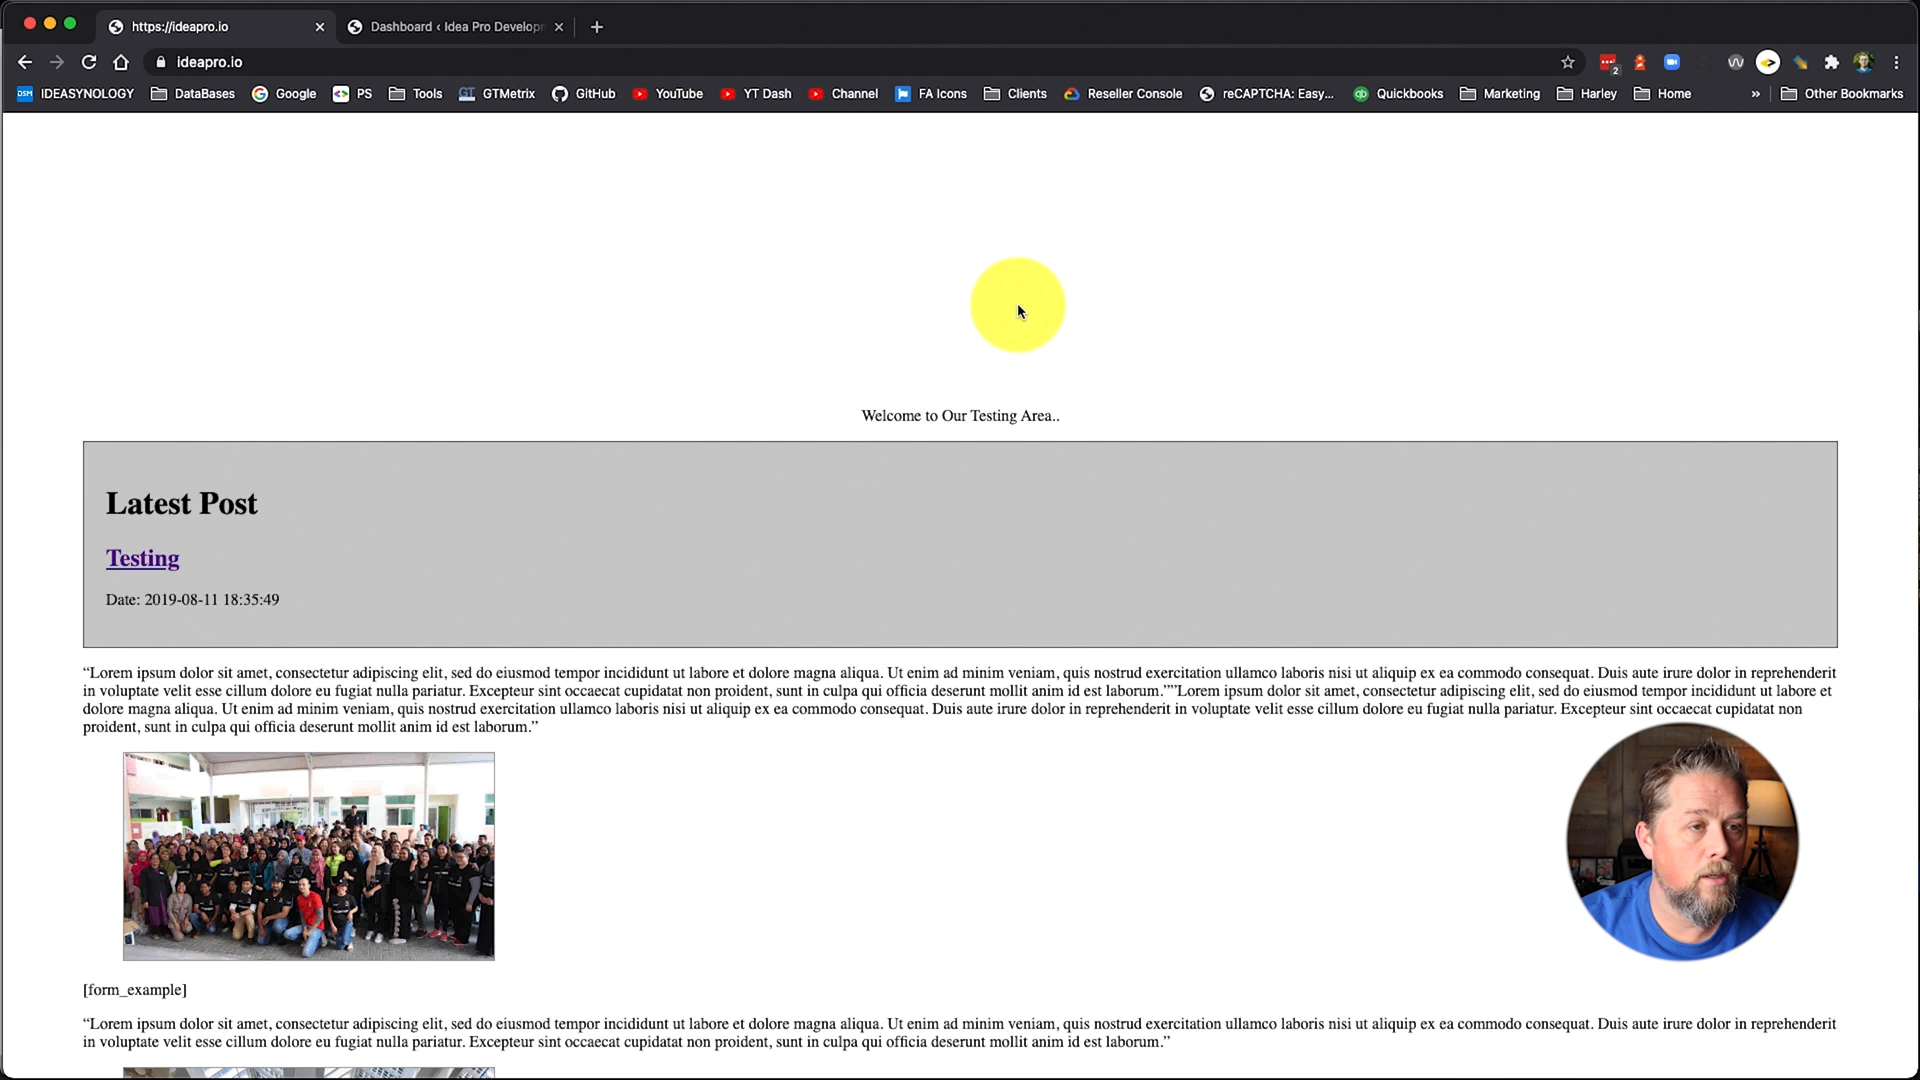 https://ideapro.io
Dashboard ‹ Idea Pro Develop
ideapro.io
2
DSM IDEASYNOLOGY DataBases Google PS Tools GT GTMetrix GitHub YouTube YT Dash Channel FA Icons Clients Reseller Console reCAPTCHA: Easy... qb Quickbooks Marketing Harley Home » Other Bookmarks
Welcome to Our Testing Area..
Latest Post
Testing
Date: 2019-08-11 18:35:49
“Lorem ipsum dolor sit amet, consectetur adipiscing elit, sed do eiusmod tempor incididunt ut labore et dolore magna aliqua. Ut enim ad minim veniam, quis nostrud exercitation ullamco laboris nisi ut aliquip ex ea commodo consequat. Duis aute irure dolor in reprehenderit
in voluptate velit esse cillum dolore eu fugiat nulla pariatur. Excepteur sint occaecat cupidatat non proident, sunt in culpa qui officia deserunt mollit anim id est laborum.””Lorem ipsum dolor sit amet, consectetur adipiscing elit, sed do eiusmod tempor incididunt ut labore et
dolore magna aliqua. Ut enim ad minim veniam, quis nostrud exercitation ullamco laboris nisi ut aliquip ex ea commodo consequat. Duis aute irure dolor in reprehenderit in voluptate velit esse cillum dolore eu fugiat nulla pariatur. Excepteur sint occaecat cupidatat non
proident, sunt in culpa qui officia deserunt mollit anim id est laborum.”
[form_example]
“Lorem ipsum dolor sit amet, consectetur adipiscing elit, sed do eiusmod tempor incididunt ut labore et dolore magna aliqua. Ut enim ad minim veniam, quis nostrud exercitation ullamco laboris nisi ut aliquip ex ea commodo consequat. Duis aute irure dolor in reprehenderit
in voluptate velit esse cillum dolore eu fugiat nulla pariatur. Excepteur sint occaecat cupidatat non proident, sunt in culpa qui officia deserunt mollit anim id est laborum.”